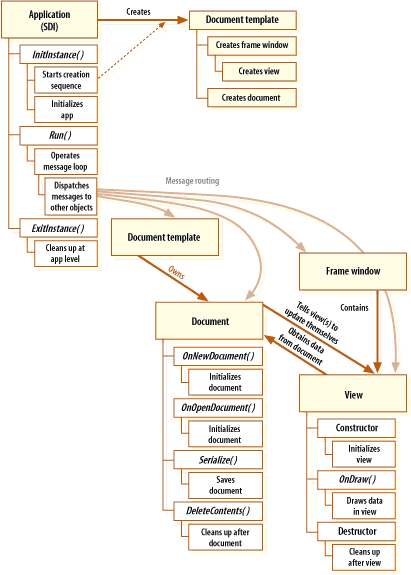 Application
(SDI)
Creates
Document template
InitInstance()
Creates frame window
Starts creation
sequence
Creates view
Initializes
app
Creates document
Run()
Operates
message loop
Dispatches
messages to
other objects
Message routing
ExitInstance()
Cleans up at
app level
Document template
Owns
Frame window
Document
Tells view(s) to
update themselves
Contains
Obtains data
from document
OnNewDocument()
Initializes
document
OnOpenDocument()
Initializes
document
Serialize()
Saves
document
DeleteContents()
Cleans up after
document
View
Constructor
Initializes
view
OnDraw()
Draws data
in view
Destructor
Cleans up
after view